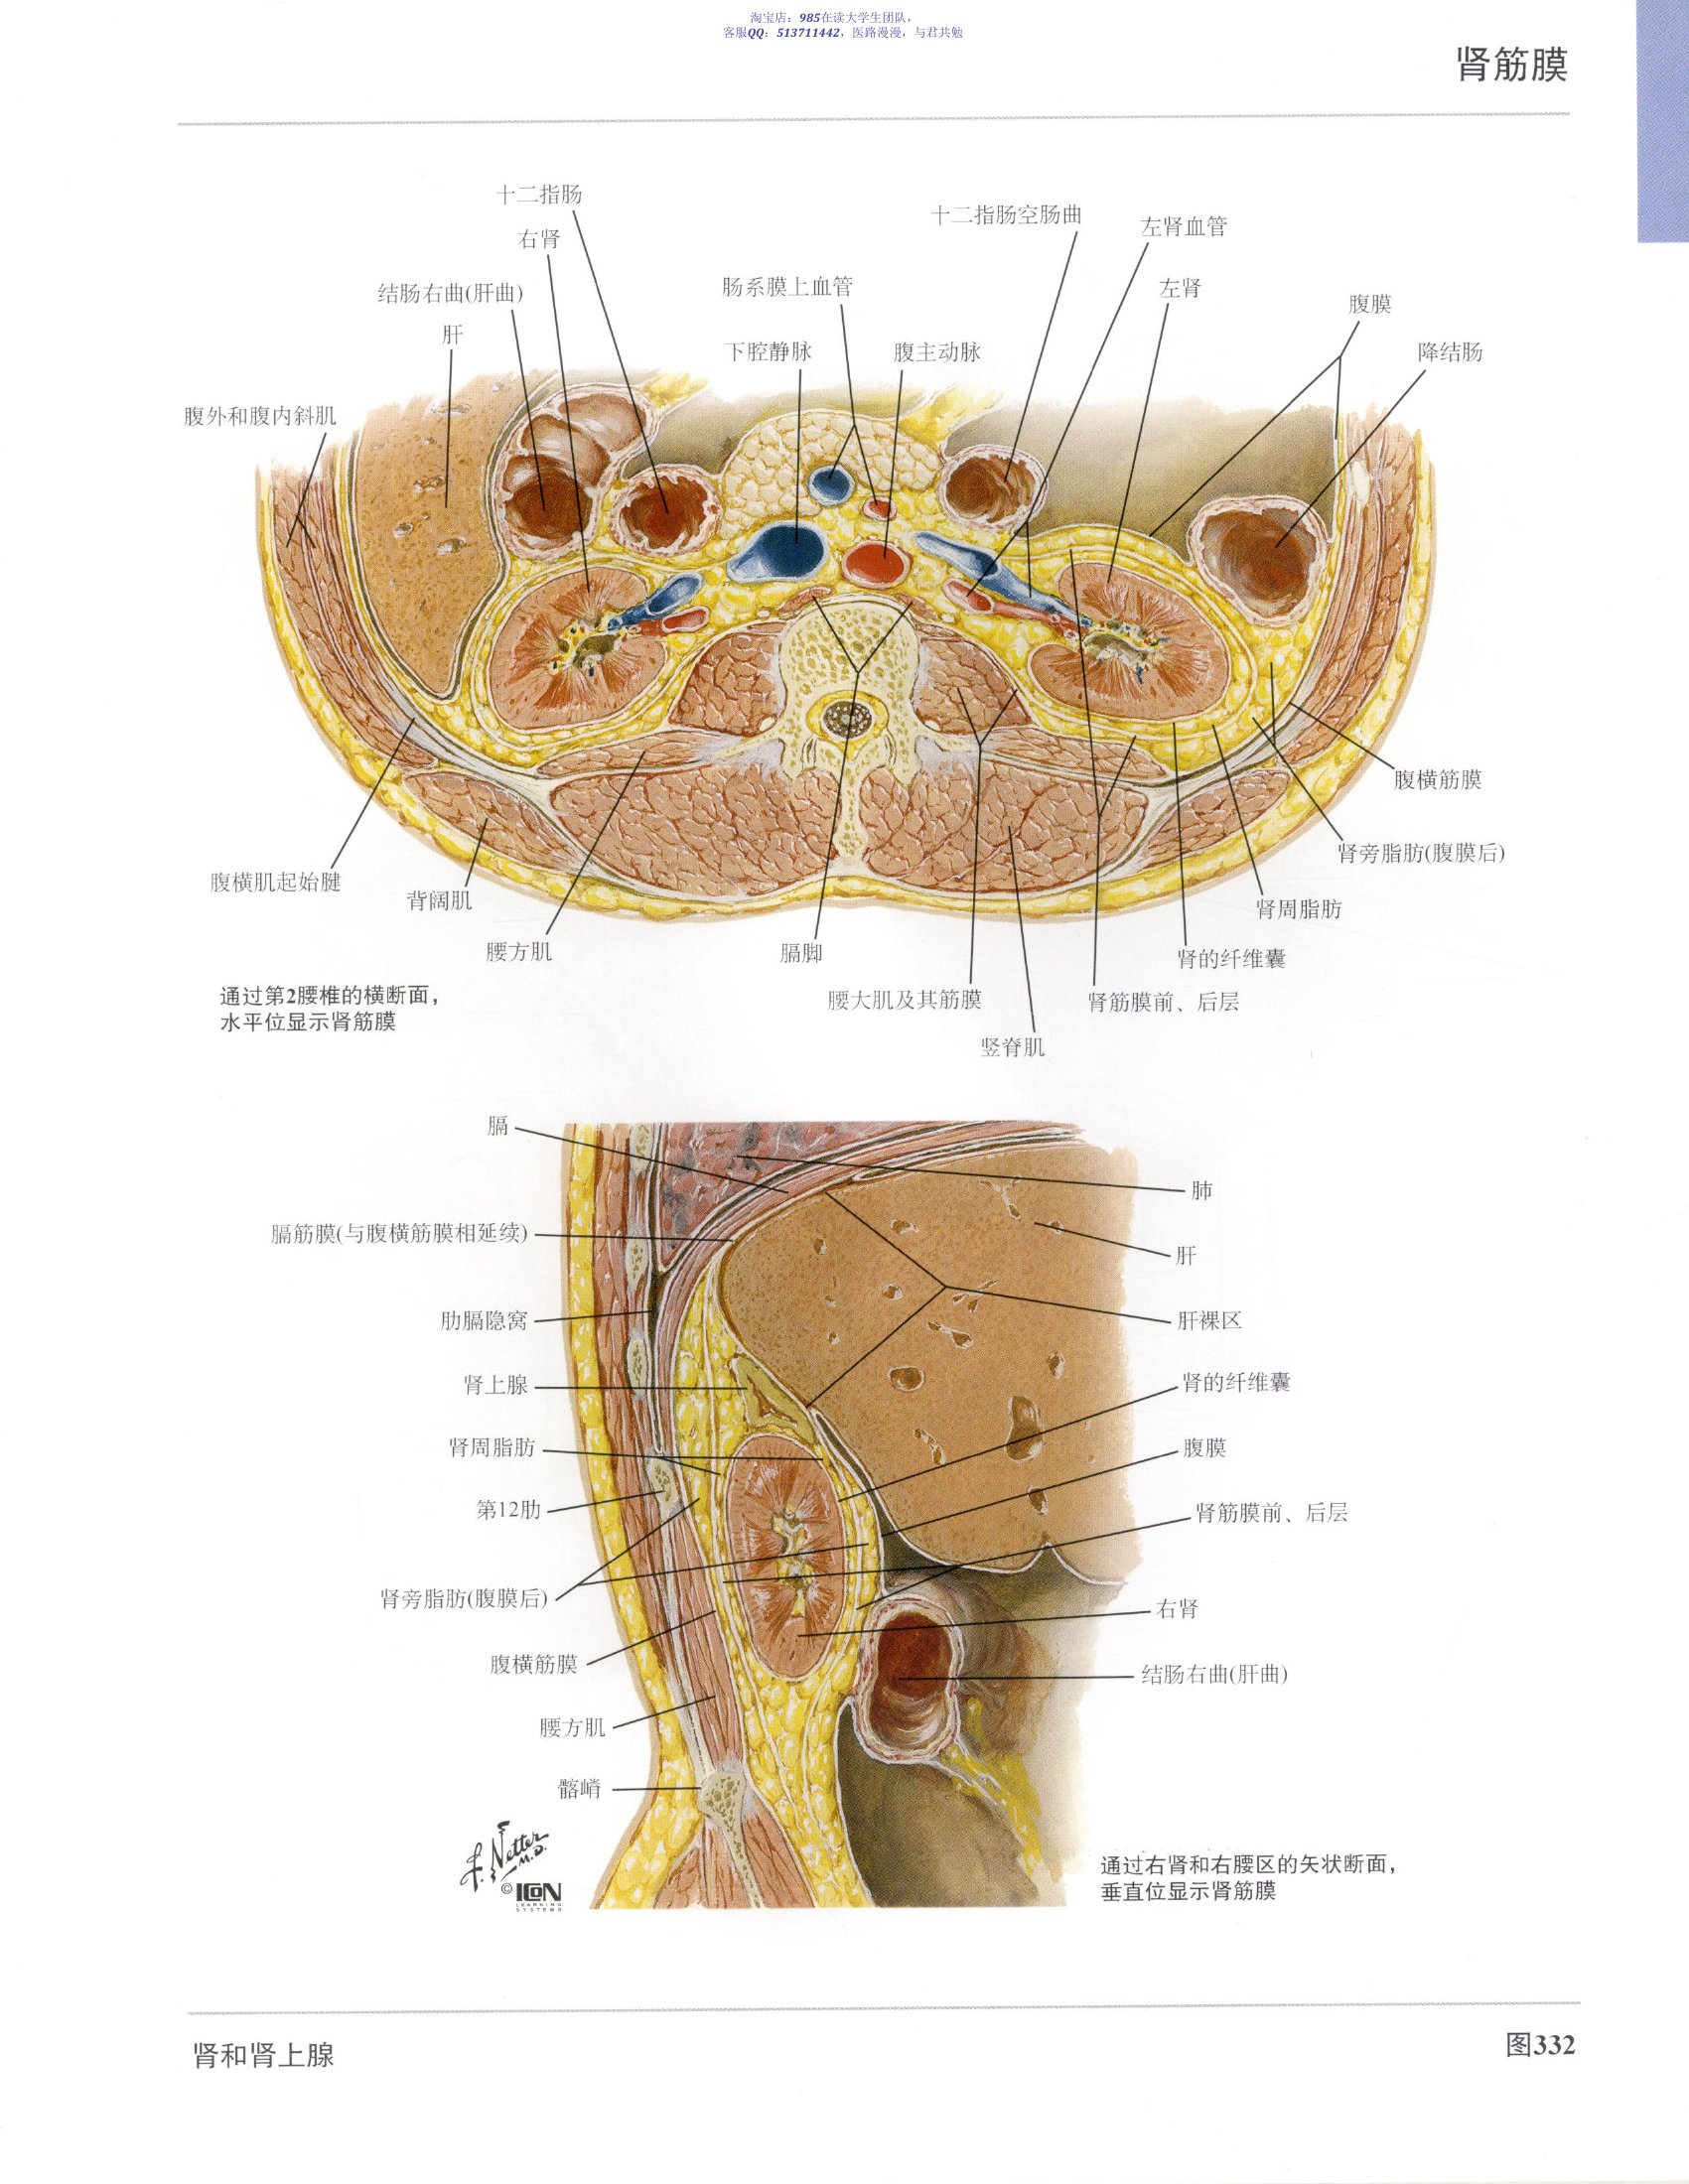 淘宝店：985在读大学生团队，
客服QQ：513711442，医路漫漫，与君共勉
肾筋膜
十二指肠
右肾
结肠右曲(肝曲)
肝
腹外和腹内斜肌
肠系膜上血管
下腔静脉
腹主动脉
十二指肠空肠曲
左肾血管
左肾
腹膜
降结肠
腹横筋膜
肾旁脂肪(腹膜后)
肾周脂肪
肾的纤维囊
肾筋膜前、后层
竖脊肌
腰大肌及其筋膜
膈脚
腰方肌
背阔肌
腹横肌起始腱
通过第2腰椎的横断面，
水平位显示肾筋膜
膈
膈筋膜(与腹横筋膜相延续)
肋膈隐窝
肾上腺
肾周脂肪
第12肋
肾旁脂肪(腹膜后)
腹横筋膜
腰方肌
髂嵴
肺
肝
肝裸区
肾的纤维囊
腹膜
肾筋膜前、后层
右肾
结肠右曲(肝曲)
F. Netter
M.D.
© ICON
LEARNING
SYSTEMS
通过右肾和右腰区的矢状断面，
垂直位显示肾筋膜
肾和肾上腺
图332